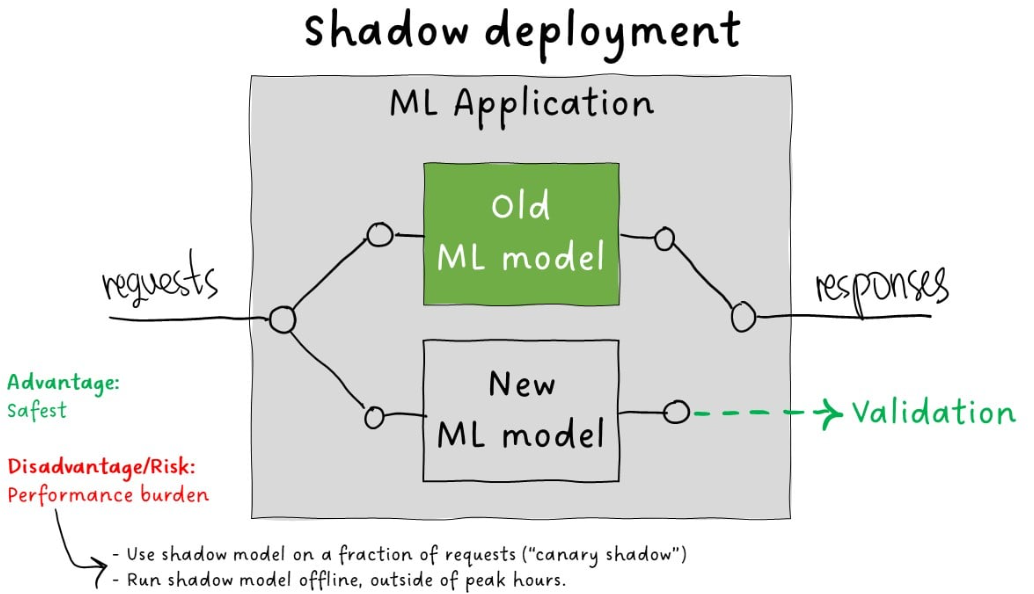 Shadow deployment
ML Application
Old
ML model
requests
responses
New
ML model
Validation
Advantage:
Safest
Disadvantage/Risk:
Performance burden
- Use shadow model on a fraction of requests ("canary shadow")
- Run shadow model offline, outside of peak hours.